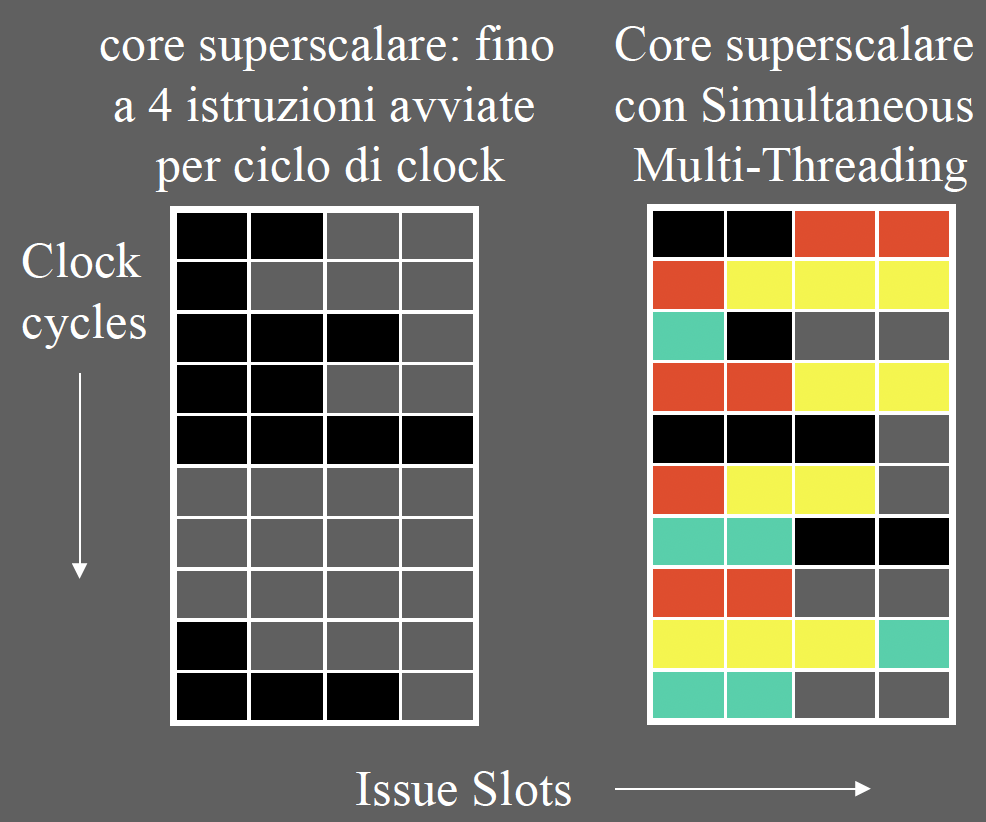 core superscalare: fino
a 4 istruzioni avviate
per ciclo di clock
Core superscalare
con Simultaneous
Multi-Threading
Clock
cycles
Issue Slots